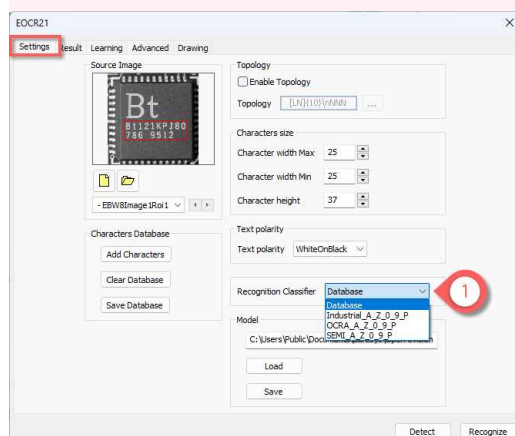 EOCR21
Settings Result Learning Advanced Drawing
Source Image
Bt
Bt121KPJ80
786 9512
- EBW8Image1Roi1
Characters Database
Add Characters
Clear Database
Save Database
Topology
Enable Topology
Topology [LN]{10}\nNNN ...
Characters size
Character width Max 25
Character width Min 25
Character height 37
Text polarity
Text polarity WhiteOnBlack
Recognition Classifier Database
1
Database
Industrial_A_Z_0_9_P
OCRA_A_Z_0_9_P
SEMI_A_Z_0_9_P
Model
C:\Users\Public\Doc
Load
Save
Detect Recognize